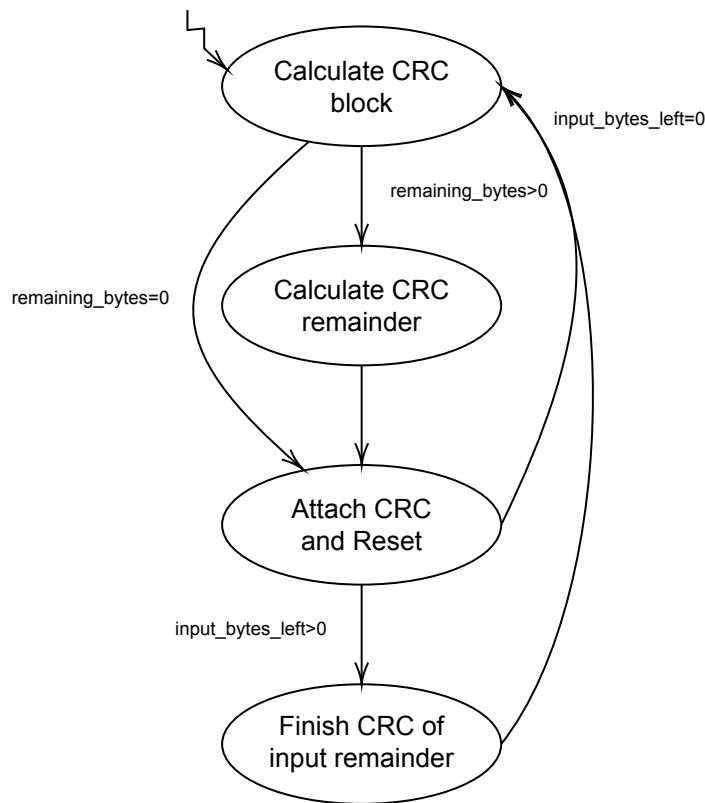 Calculate CRC
block
input_bytes_left=0
remaining_bytes>0
remaining_bytes=0
Calculate CRC
remainder
Attach CRC
and Reset
input_bytes_left>0
Finish CRC of
input remainder